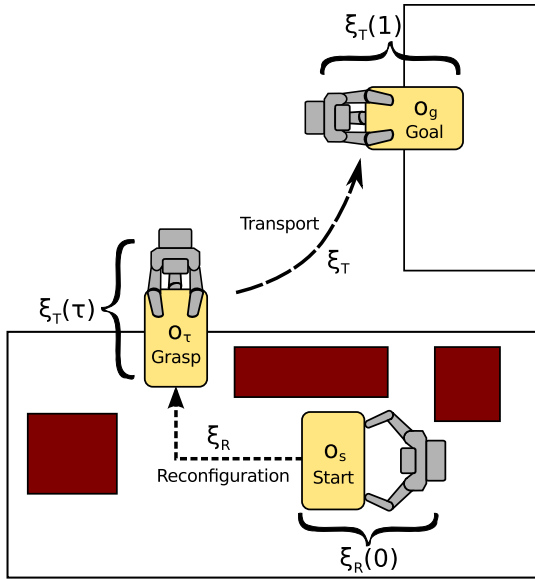 ξT(1)
og
Goal
Transport
ξT
ξT(τ)
oτ
Grasp
ξR
Reconfiguration
os
Start
ξR(0)